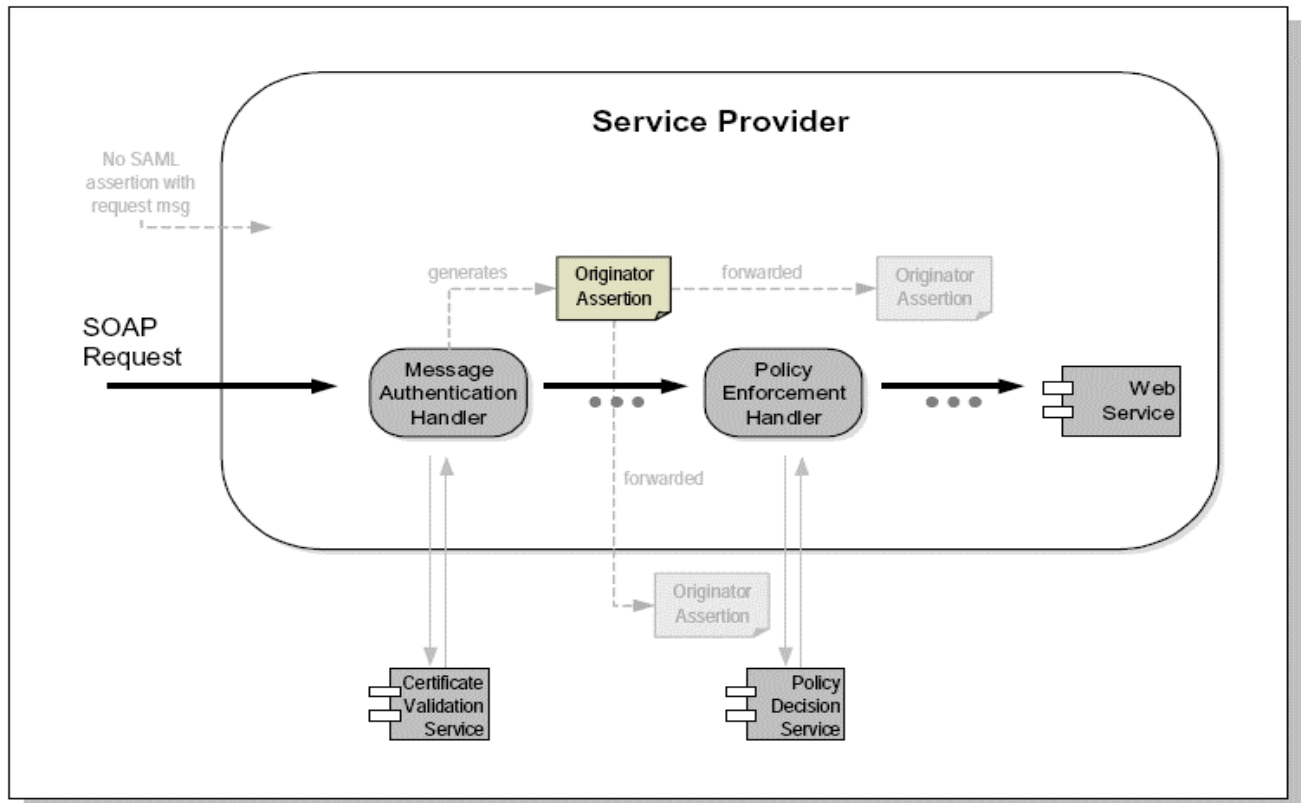 Service Provider
No SAML
assertion with
request msg
generates
Originator
Assertion
forwarded
Originator
Assertion
SOAP
Request
Message
Authentication
Handler
Policy
Enforcement
Handler
Web
Service
forwarded
Originator
Assertion
Certificate
Validation
Service
Policy
Decision
Service